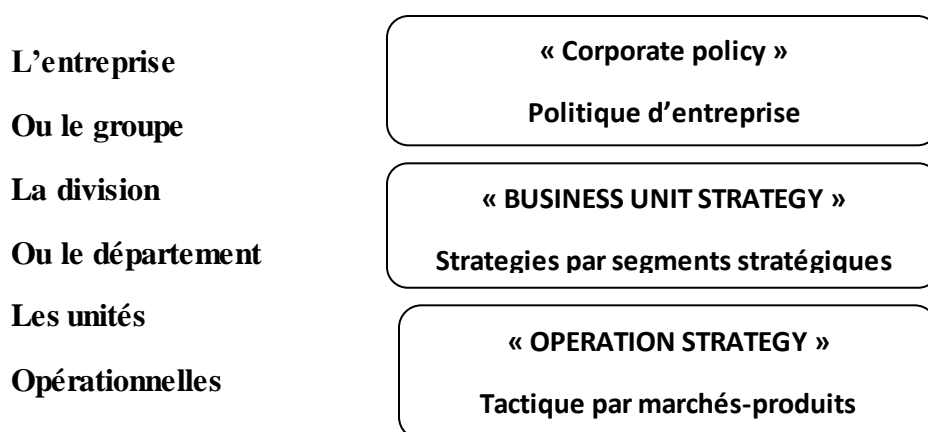 L'entreprise
Ou le groupe
« Corporate policy »
Politique d'entreprise
La division
Ou le département
« BUSINESS UNIT STRATEGY »
Strategies par segments stratégiques
Les unités
Opérationnelles
« OPERATION STRATEGY »
Tactique par marchés-produits